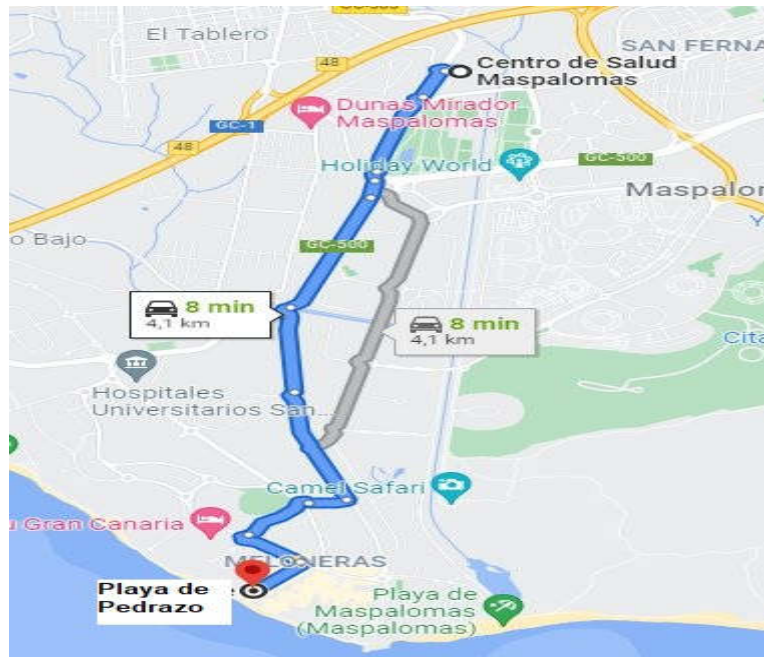 El Tablero
48
Centro de Salud
Maspalomas
SAN FERNA
Dunas Mirador
Maspalomas
GC-1
48
Holiday World
GC-500
Maspalo
o Bajo
GC-500
8 min
4,1 km
8 min
4,1 km
Cita
Hospitales
Universitarios San...
Camel Safari
u Gran Canaria
MELONERAS
Playa de
Pedrazo
Playa de
Maspalomas
(Maspalomas)